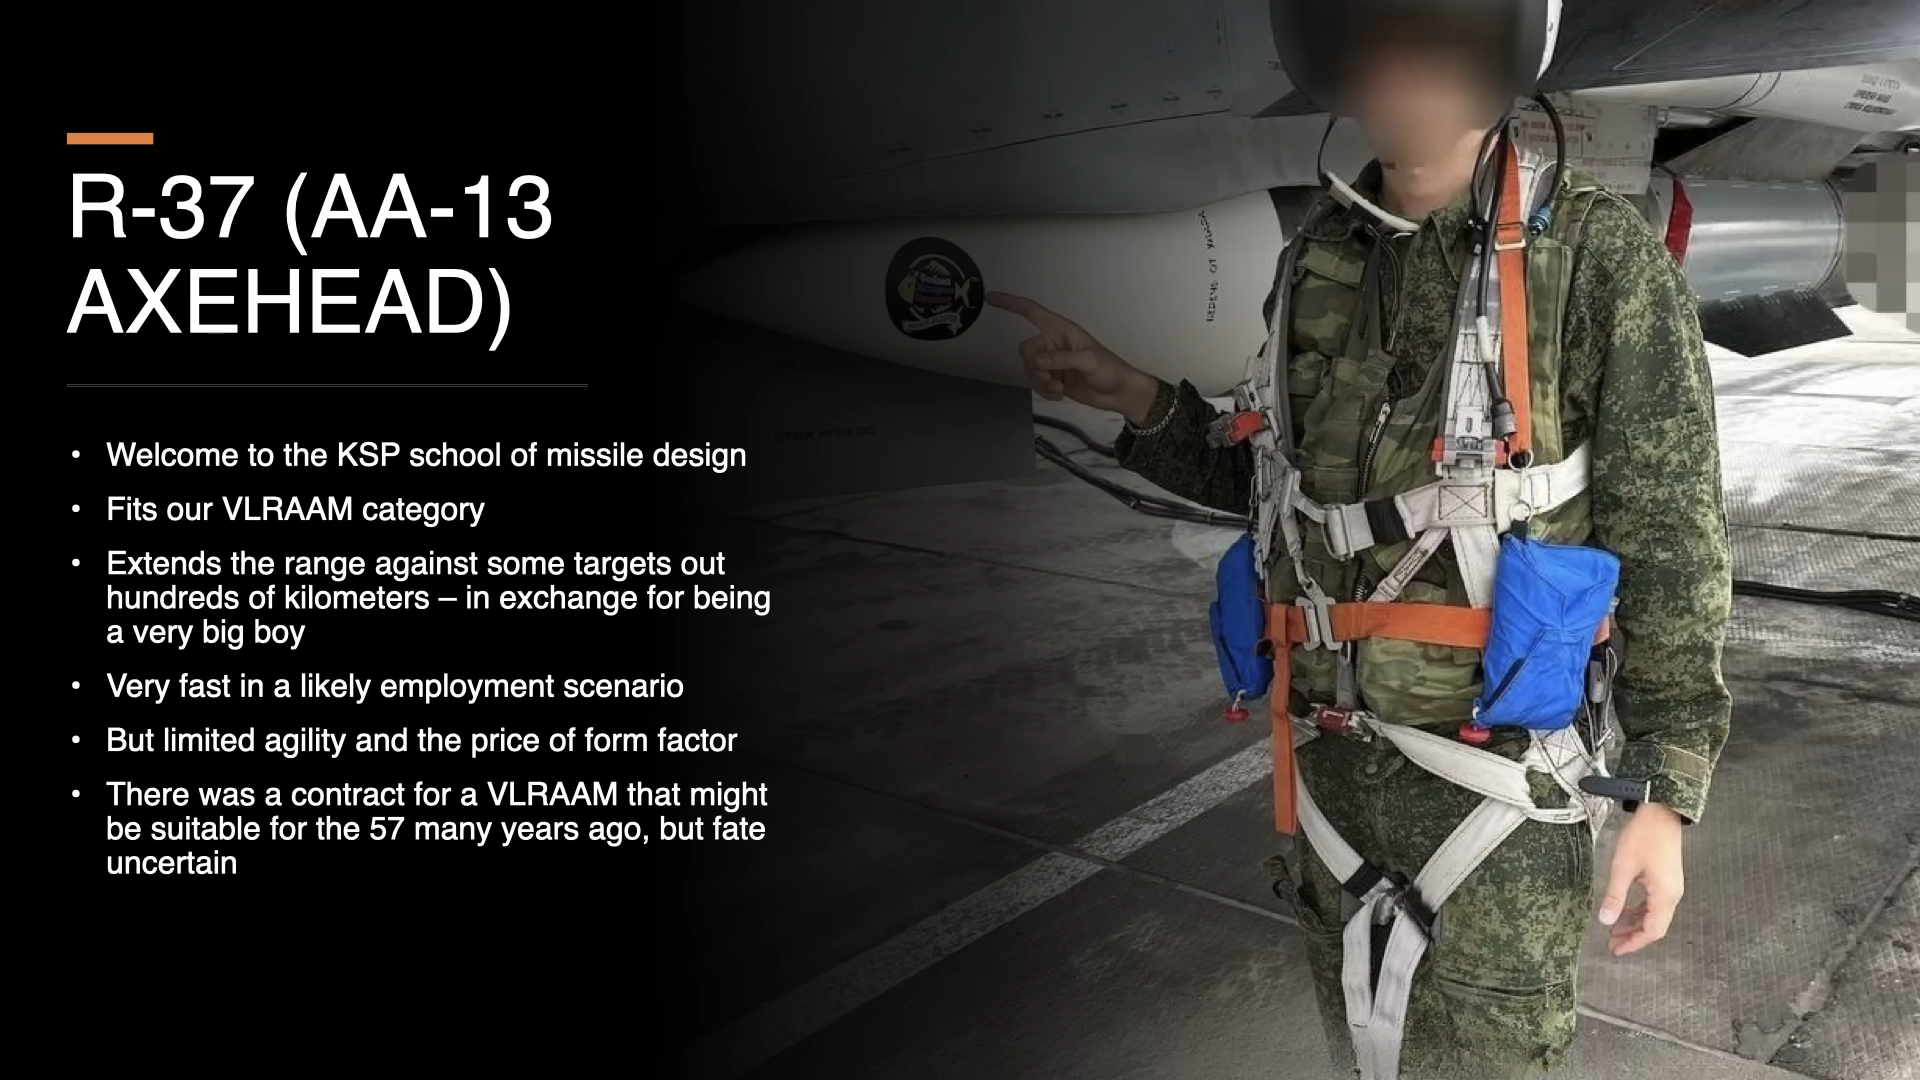 R-37 (AA-13
AXEHEAD)
• Welcome to the KSP school of missile design
• Fits our VLRAAM category
• Extends the range against some targets out
hundreds of kilometers – in exchange for being
a very big boy
• Very fast in a likely employment scenario
• But limited agility and the price of form factor
• There was a contract for a VLRAAM that might
be suitable for the 57 many years ago, but fate
uncertain